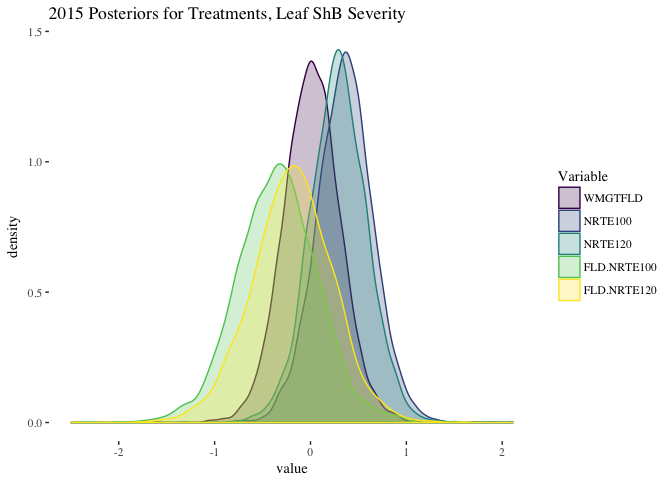 2015 Posteriors for Treatments, Leaf ShB Severity
1.5
1.0
0.5
0.0
density
-2
-1
0
1
2
value
Variable
WMGTFLD
NRTE100
NRTE120
FLD.NRTE100
FLD.NRTE120